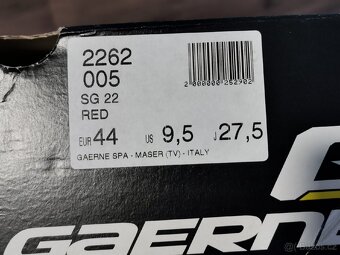 2262
005
SG 22
RED
EUR 44 US 9,5 J 27,5
GAERNE SPA - MASER (TV) - ITALY
2 000000 262902
GAERNE